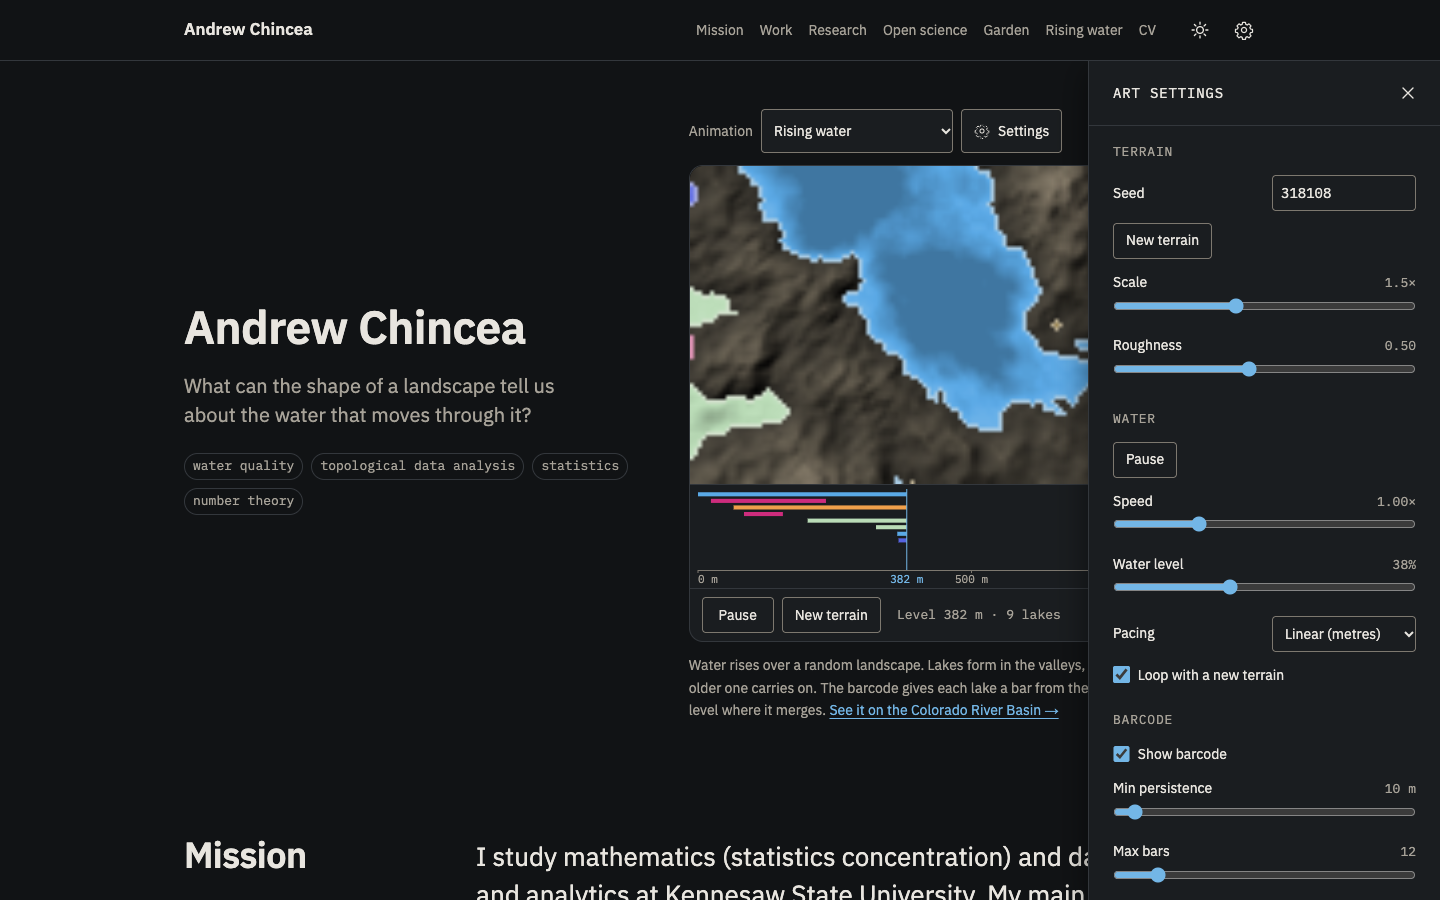 Andrew Chincea
Mission Work Research Open science Garden Rising water CV
ART SETTINGS
Animation Rising water Settings
TERRAIN
Seed 318108
New terrain
Scale 1.5×
Roughness 0.50
WATER
Pause
Speed 1.00×
Water level 38%
Pacing Linear (metres)
Loop with a new terrain
BARCODE
Show barcode
Min persistence 10 m
Max bars 12
Andrew Chincea
What can the shape of a landscape tell us
about the water that moves through it?
water quality topological data analysis statistics
number theory
0 m 382 m 500 m
Pause New terrain Level 382 m · 9 lakes
Water rises over a random landscape. Lakes form in the valleys,
older one carries on. The barcode gives each lake a bar from the
level where it merges. See it on the Colorado River Basin →
Mission
I study mathematics (statistics concentration) and da
and analytics at Kennesaw State University. My main